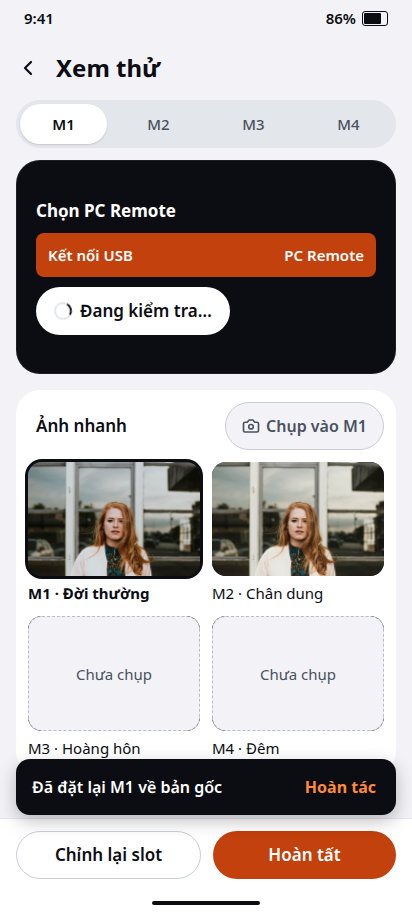 9:41
86%
Xem thử
M1
M2
M3
M4
Chọn PC Remote
Kết nối USB
PC Remote
Đang kiểm tra...
Ảnh nhanh
Chụp vào M1
M1 · Đời thường
M2 · Chân dung
Chưa chụp
Chưa chụp
M3 · Hoàng hôn
M4 · Đêm
Đã đặt lại M1 về bản gốc
Hoàn tác
Chỉnh lại slot
Hoàn tất